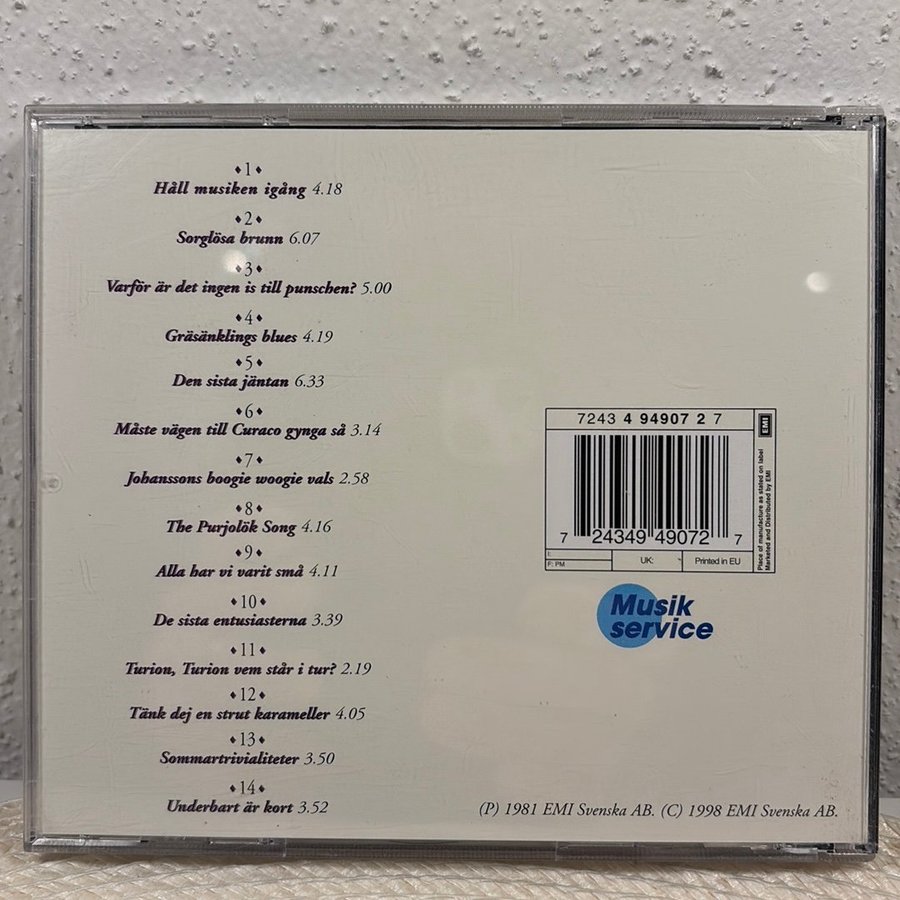 ♦1♦
Håll musiken igång 4.18
♦2♦
Sorglösa brunn 6.07
♦3♦
Varför är det ingen is till punschen? 5.00
♦4♦
Gräsänklings blues 4.19
♦5♦
Den sista jäntan 6.33
♦6♦
Måste vägen till Curaco gynga så 3.14
♦7♦
Johanssons boogie woogie vals 2.58
♦8♦
The Purjolök Song 4.16
♦9♦
Alla har vi varit små 4.11
♦10♦
De sista entusiasterna 3.39
♦11♦
Turion, Turion vem står i tur? 2.19
♦12♦
Tänk dej en strut karameller 4.05
♦13♦
Sommartrivialiteter 3.50
♦14♦
Underbart är kort 3.52
7243 4 94907 2 7
EMI
7 24349 49072 7
I:
F: PM
UK:
Printed in EU
Place of manufacture as stated on label
Marketed and Distributed by EMI
Musik
service
(P) 1981 EMI Svenska AB. (C) 1998 EMI Svenska AB.